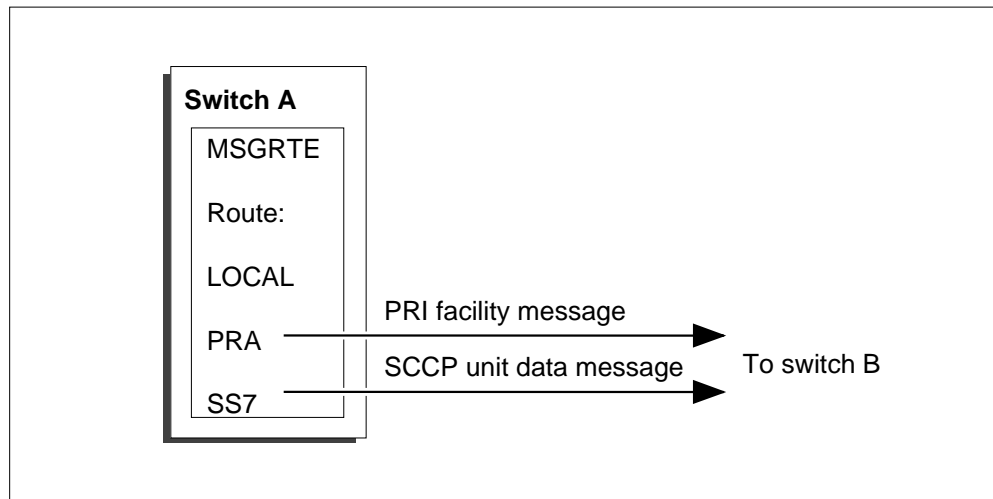 Switch A
MSGRTE
Route:
LOCAL
PRA
PRI facility message
SS7
SCCP unit data message
To switch B